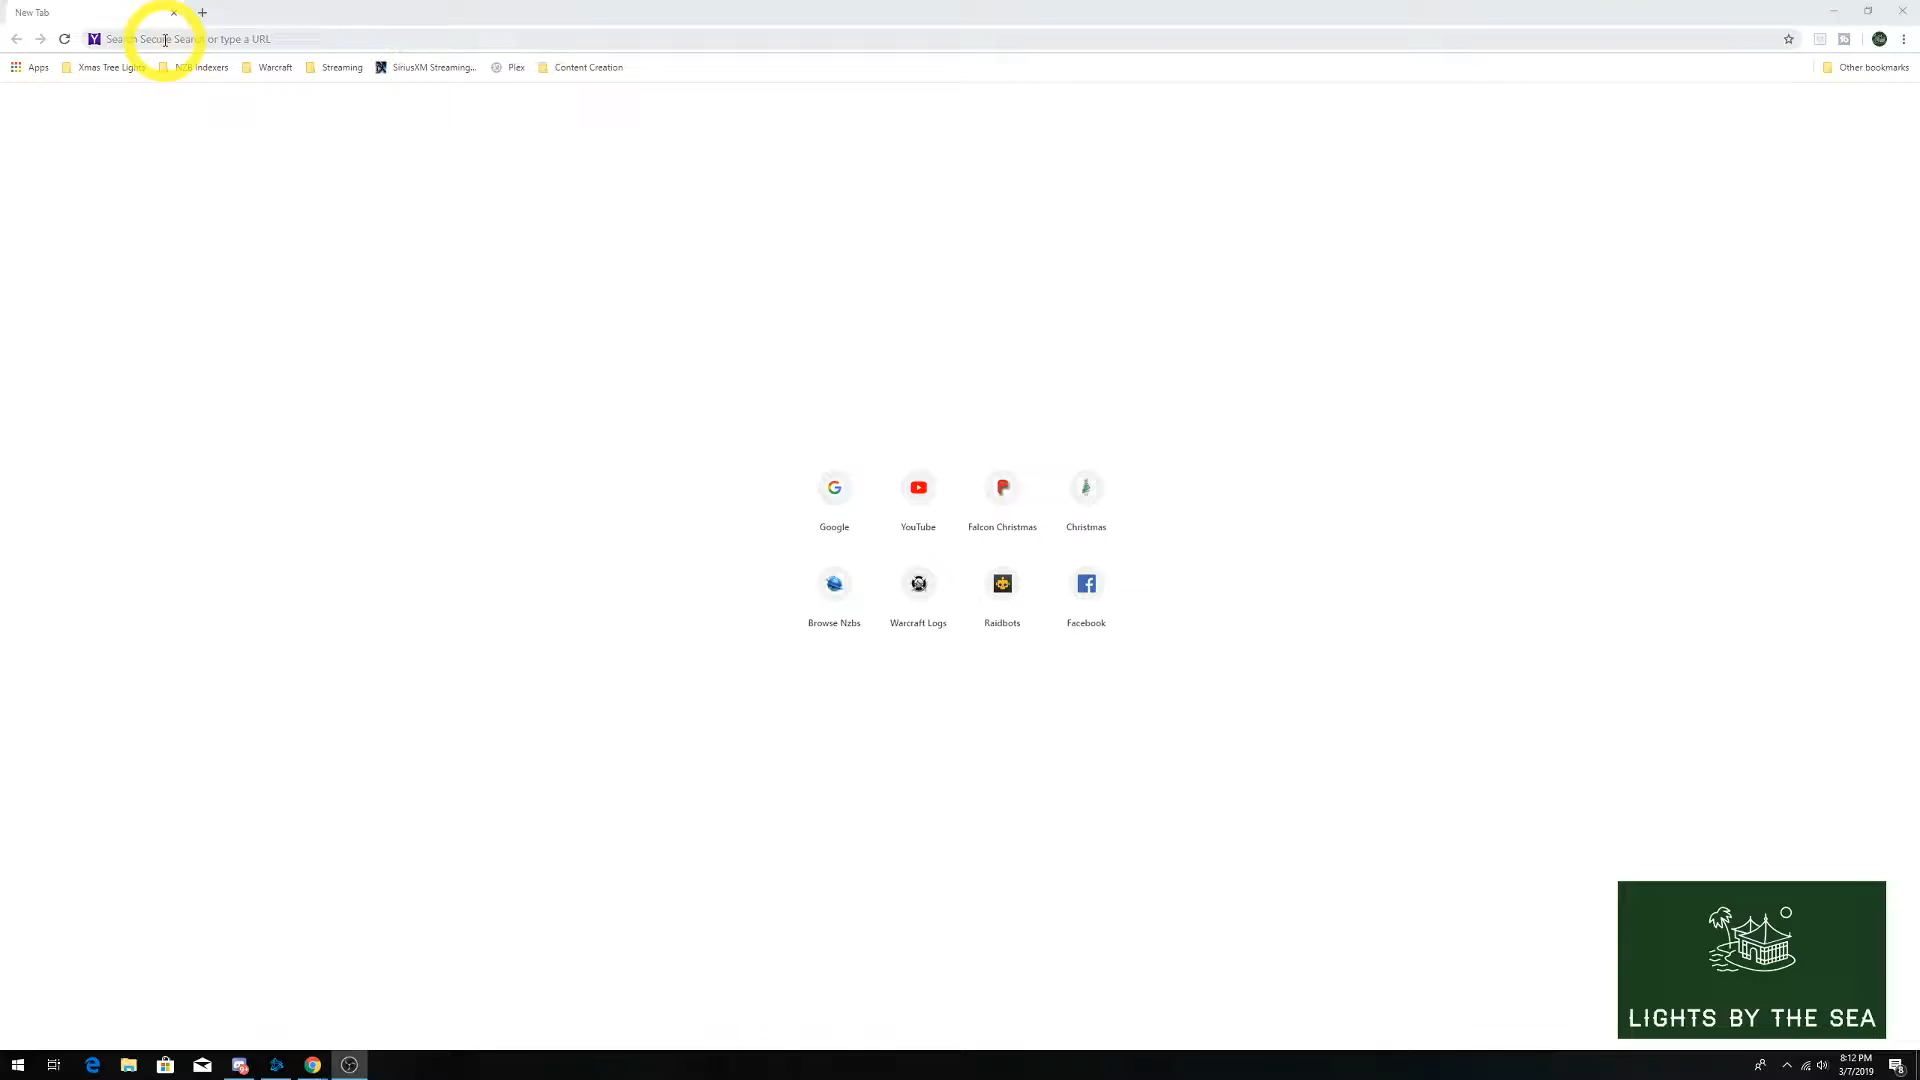 New Tab
Search Secure Search or type a URL
Apps Xmas Tree Lights NZB Indexers Warcraft Streaming SiriusXM Streaming... Plex Content Creation Other bookmarks
Google YouTube Falcon Christmas Christmas
Browse Nzbs Warcraft Logs Raidbots Facebook
LIGHTS BY THE SEA
8:12 PM
3/7/2019